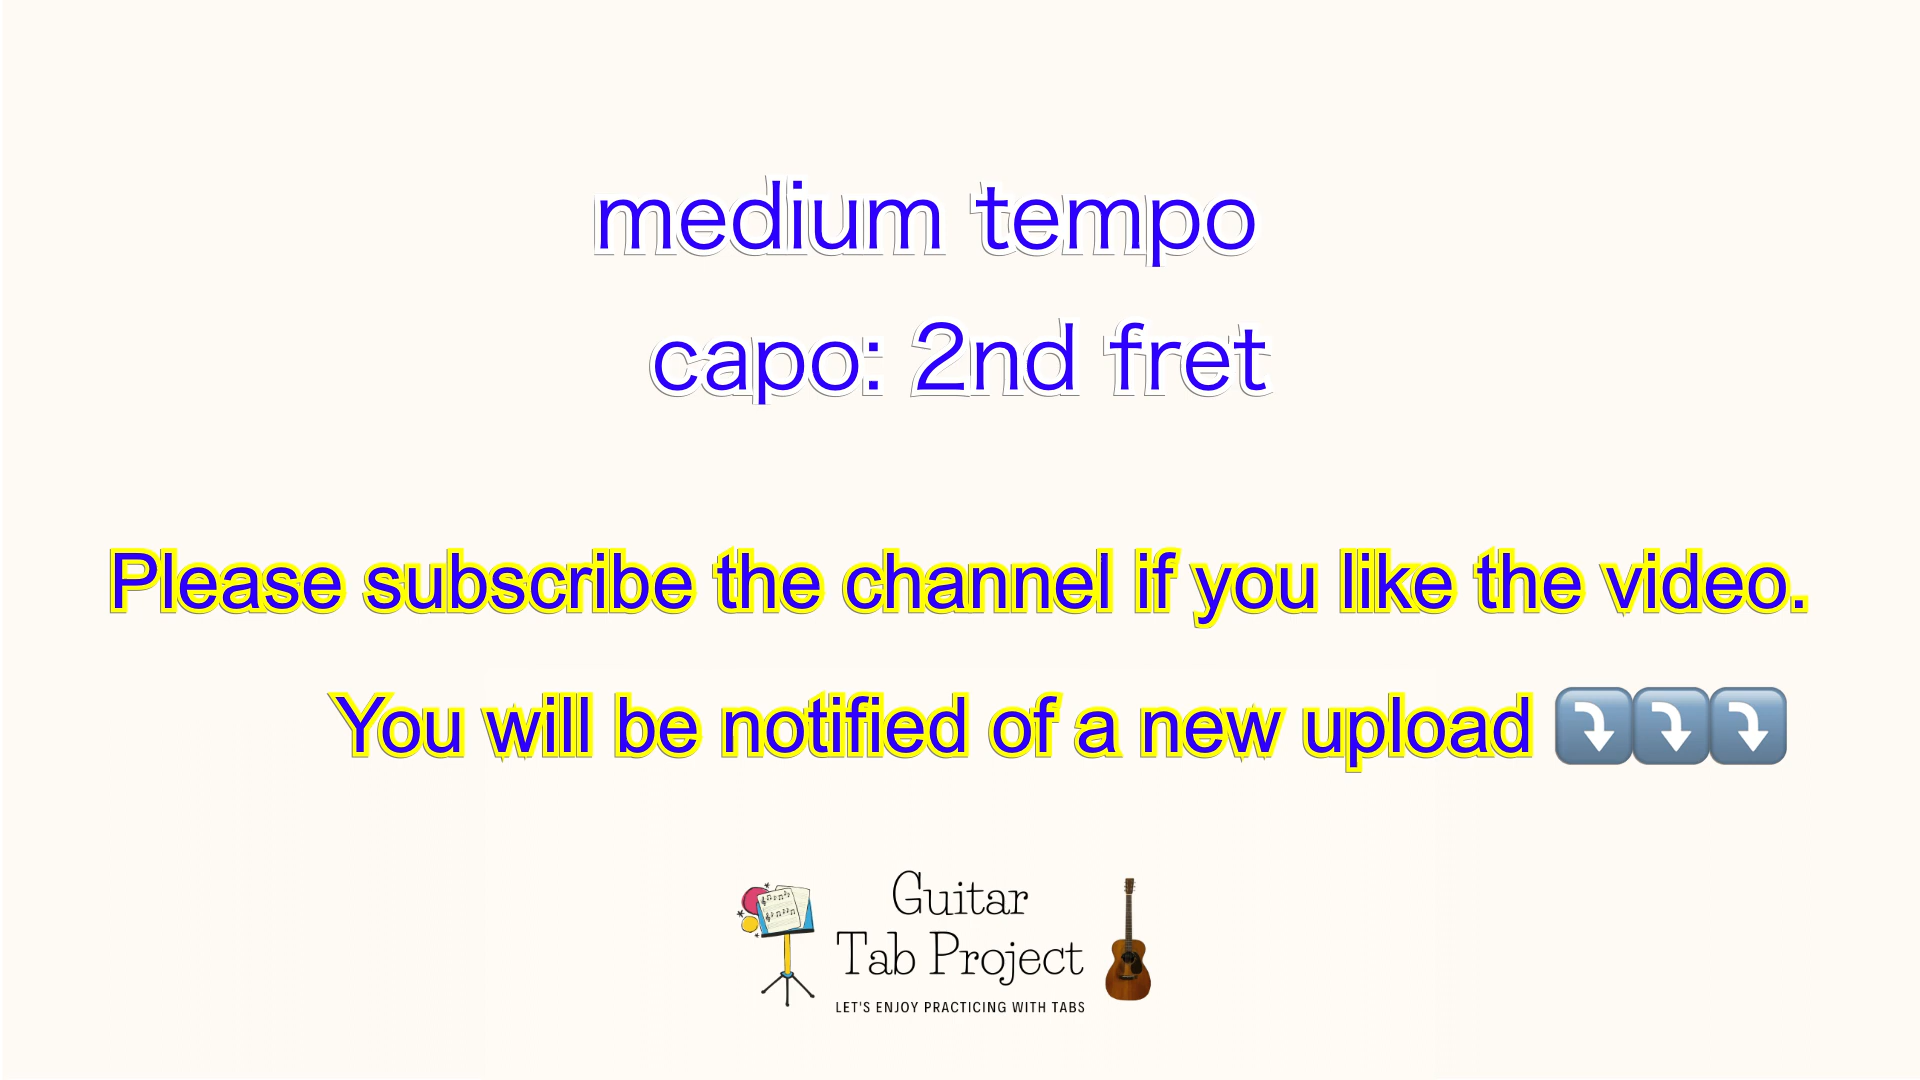 medium tempo
capo: 2nd fret
Please subscribe the channel if you like the video.
You will be notified of a new upload ⤵️⤵️⤵️
Guitar
Tab Project
LET'S ENJOY PRACTICING WITH TABS